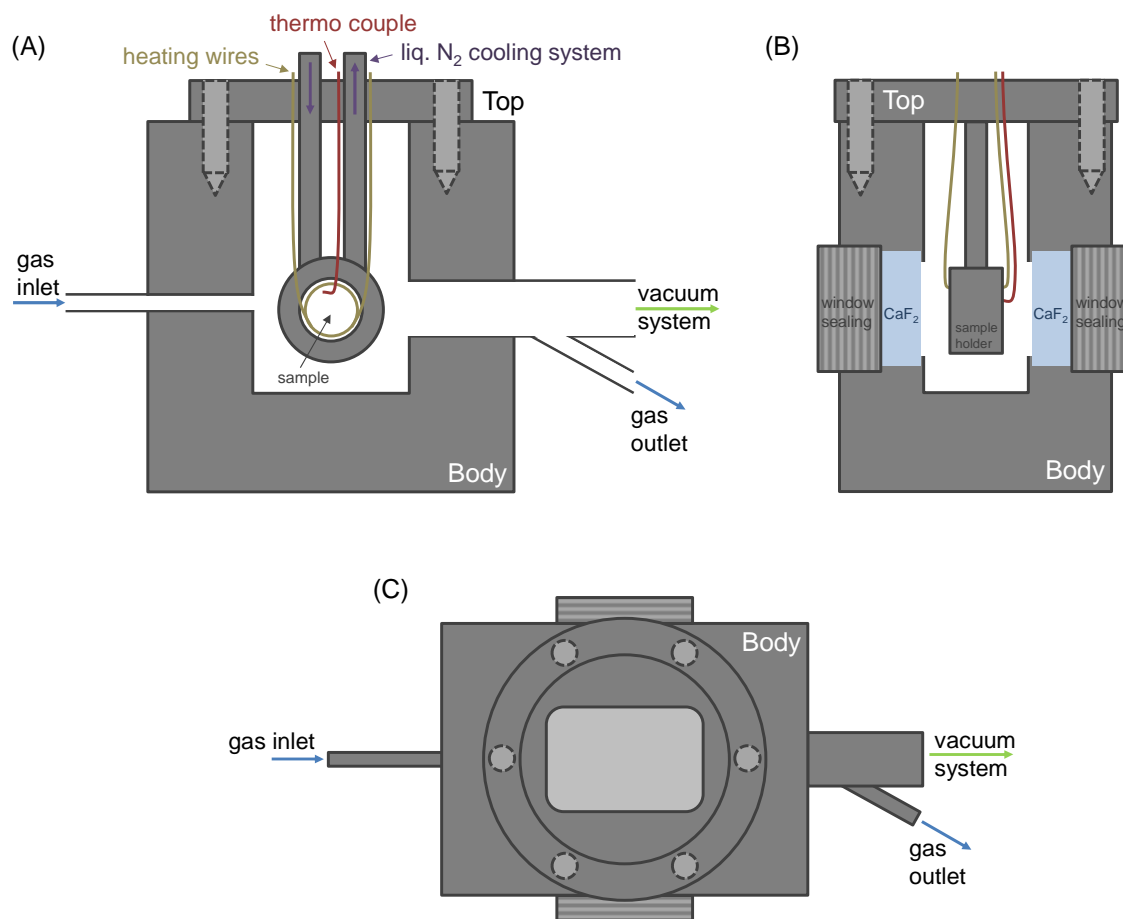 (A)
thermo couple
heating wires
liq. N₂ cooling system
Top
gas
inlet
vacuum
system
sample
gas
outlet
Body
(B)
Top
window
sealing
CaF₂
sample
holder
CaF₂
window
sealing
Body
(C)
Body
gas inlet
vacuum
system
gas
outlet